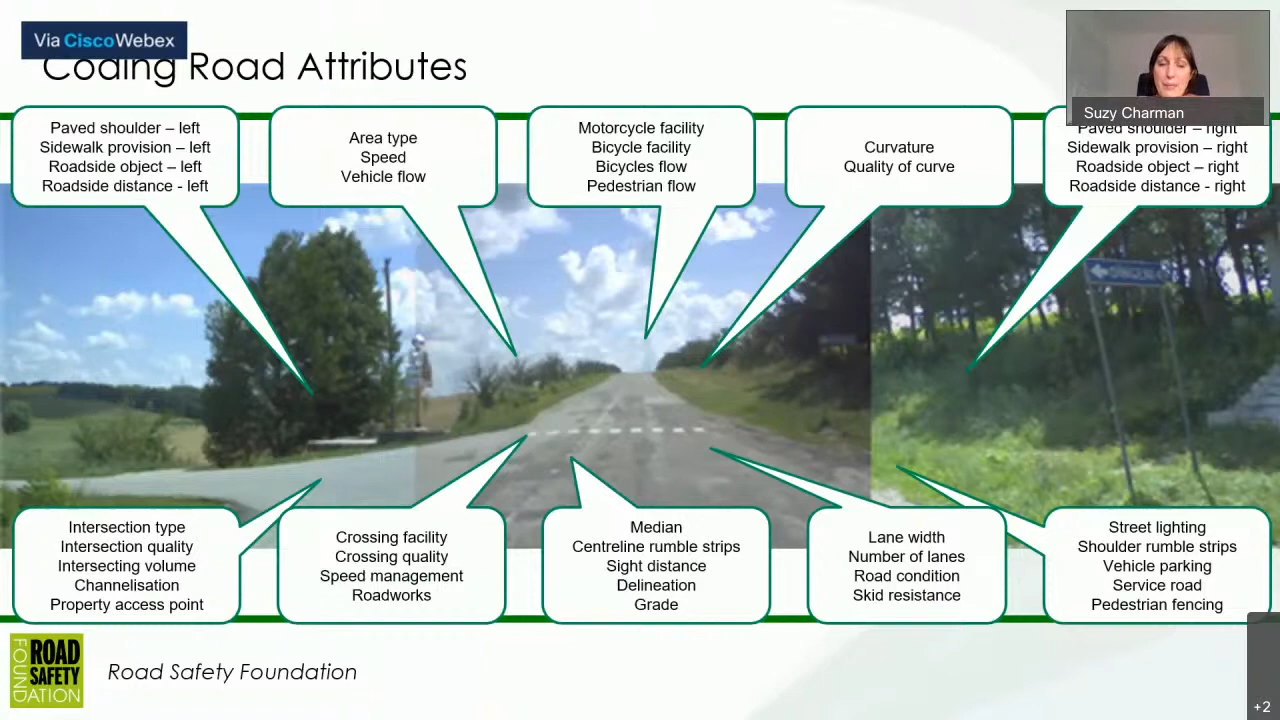 Via CiscoWebex
Coding Road Attributes
Suzy Charman
Paved shoulder – left
Sidewalk provision – left
Roadside object – left
Roadside distance - left
Area type
Speed
Vehicle flow
Motorcycle facility
Bicycle facility
Bicycles flow
Pedestrian flow
Curvature
Quality of curve
Paved shoulder – right
Sidewalk provision – right
Roadside object – right
Roadside distance - right
Intersection type
Intersection quality
Intersecting volume
Channelisation
Property access point
Crossing facility
Crossing quality
Speed management
Roadworks
Median
Centreline rumble strips
Sight distance
Delineation
Grade
Lane width
Number of lanes
Road condition
Skid resistance
Street lighting
Shoulder rumble strips
Vehicle parking
Service road
Pedestrian fencing
ROAD
SAFETY
FOUNDATION
Road Safety Foundation
+2